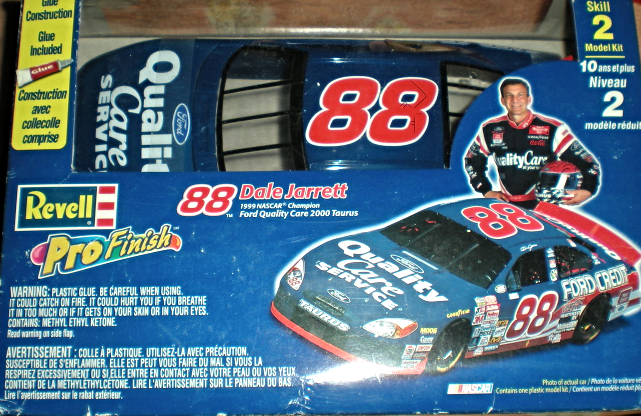 Glue
Construction
Glue
Included
Glue
Construction
avec
collecolle
comprise
Quality
Care
SERVICE
Ford
88
Skill
2
Model Kit
10 ans et plus
Niveau
2
modèle réduit
QualityCare
Revell
ProFinish
88 Dale Jarrett
1999 NASCAR® Champion
Ford Quality Care 2000 Taurus
WARNING: PLASTIC GLUE. BE CAREFUL WHEN USING.
IT COULD CATCH ON FIRE. IT COULD HURT YOU IF YOU BREATHE
IT IN TOO MUCH OR IF IT GETS ON YOUR SKIN OR IN YOUR EYES.
CONTAINS: METHYL ETHYL KETONE.
Read warning on side flap.
AVERTISSEMENT : COLLE À PLASTIQUE. UTILISEZ-LA AVEC PRÉCAUTION.
SUSCEPTIBLE DE S'ENFLAMMER. ELLE EST PEUT VOUS FAIRE DU MAL SI VOUS LA
RESPIREZ EXCESSIVEMENT OU SI ELLE ENTRE EN CONTACT AVEC VOTRE PEAU OU VOS YEUX.
CONTIENT DE LA MÉTHYLETHYLCÉTONE. LIRE L'AVERTISSEMENT SUR LE PANNEAU DU BAS.
Lire l'avertissement sur le rabat extérieur.
88
Quality
Care
SERVICE
Ford
TAURUS
FORD CREDIT
88
GOODYEAR
MOOG
NASCAR
Photo of actual car / Photo de la voiture
Contains one plastic model kit. / Contient un modèle réduit